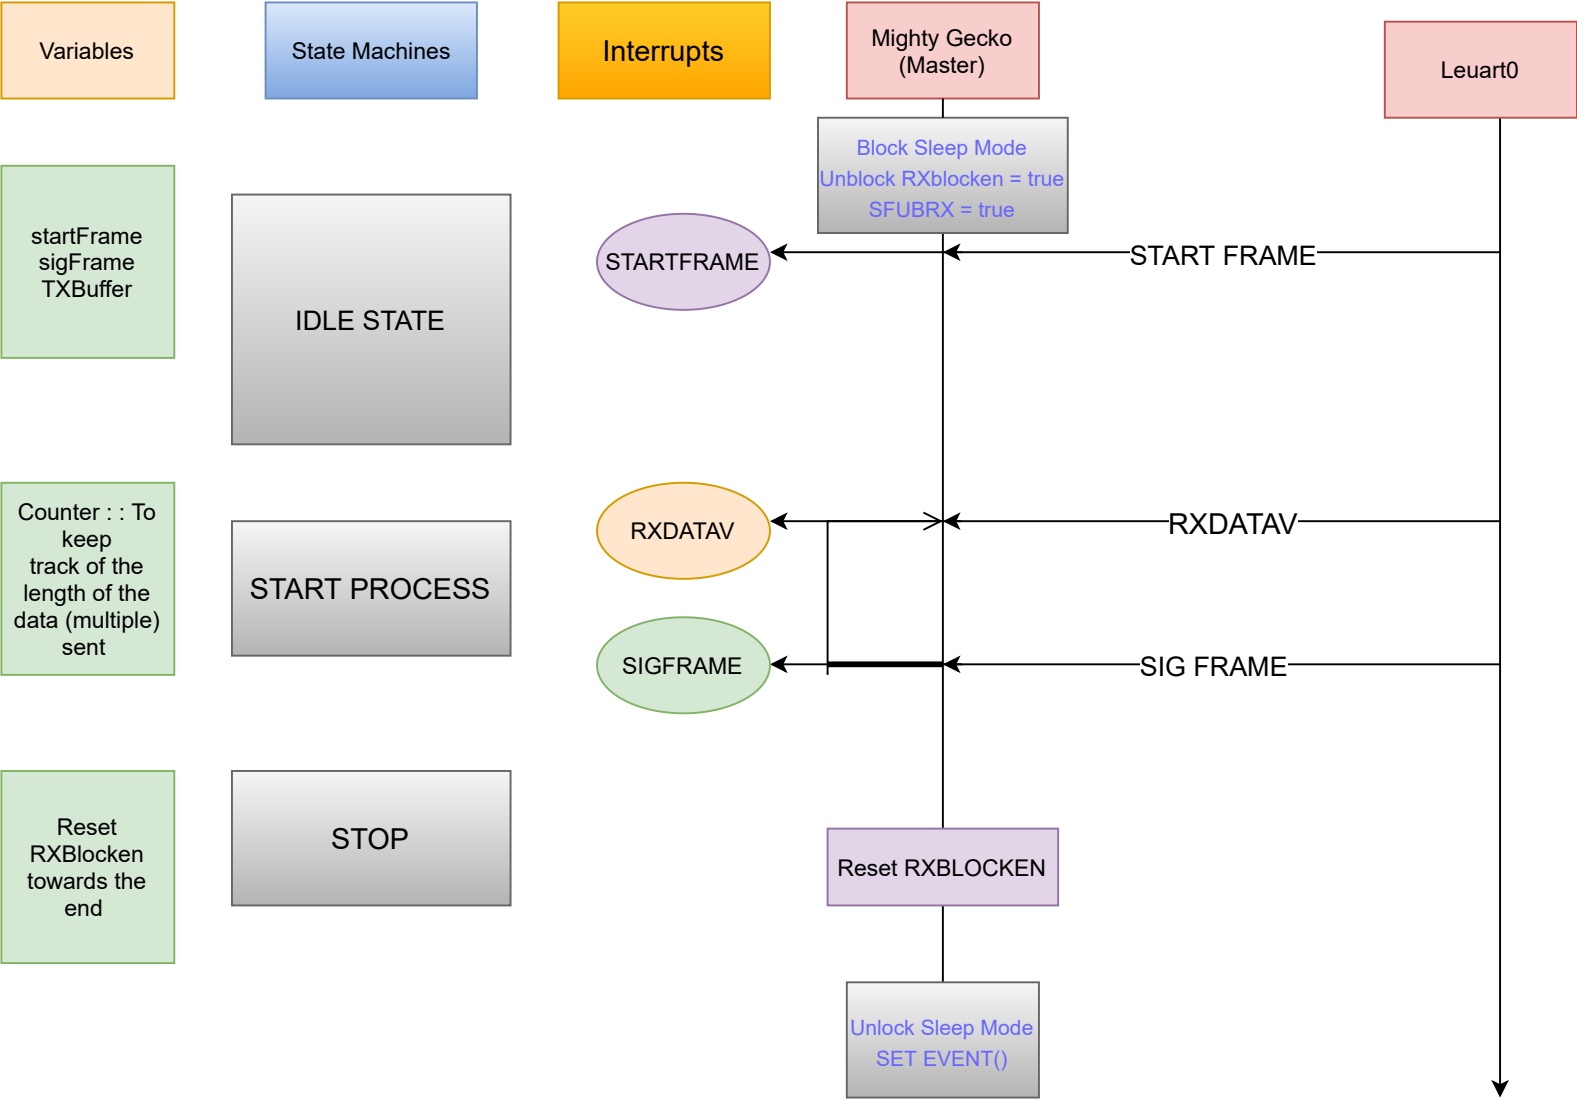 Variables
State Machines
Interrupts
Mighty Gecko
(Master)
Leuart0
Block Sleep Mode
Unblock RXblocken = true
SFUBRX = true
startFrame
sigFrame
TXBuffer
IDLE STATE
STARTFRAME
START FRAME
Counter : : To
keep
track of the
length of the
data (multiple)
sent
START PROCESS
RXDATAV
RXDATAV
SIGFRAME
SIG FRAME
Reset
RXBlocken
towards the
end
STOP
Reset RXBLOCKEN
Unlock Sleep Mode
SET EVENT()